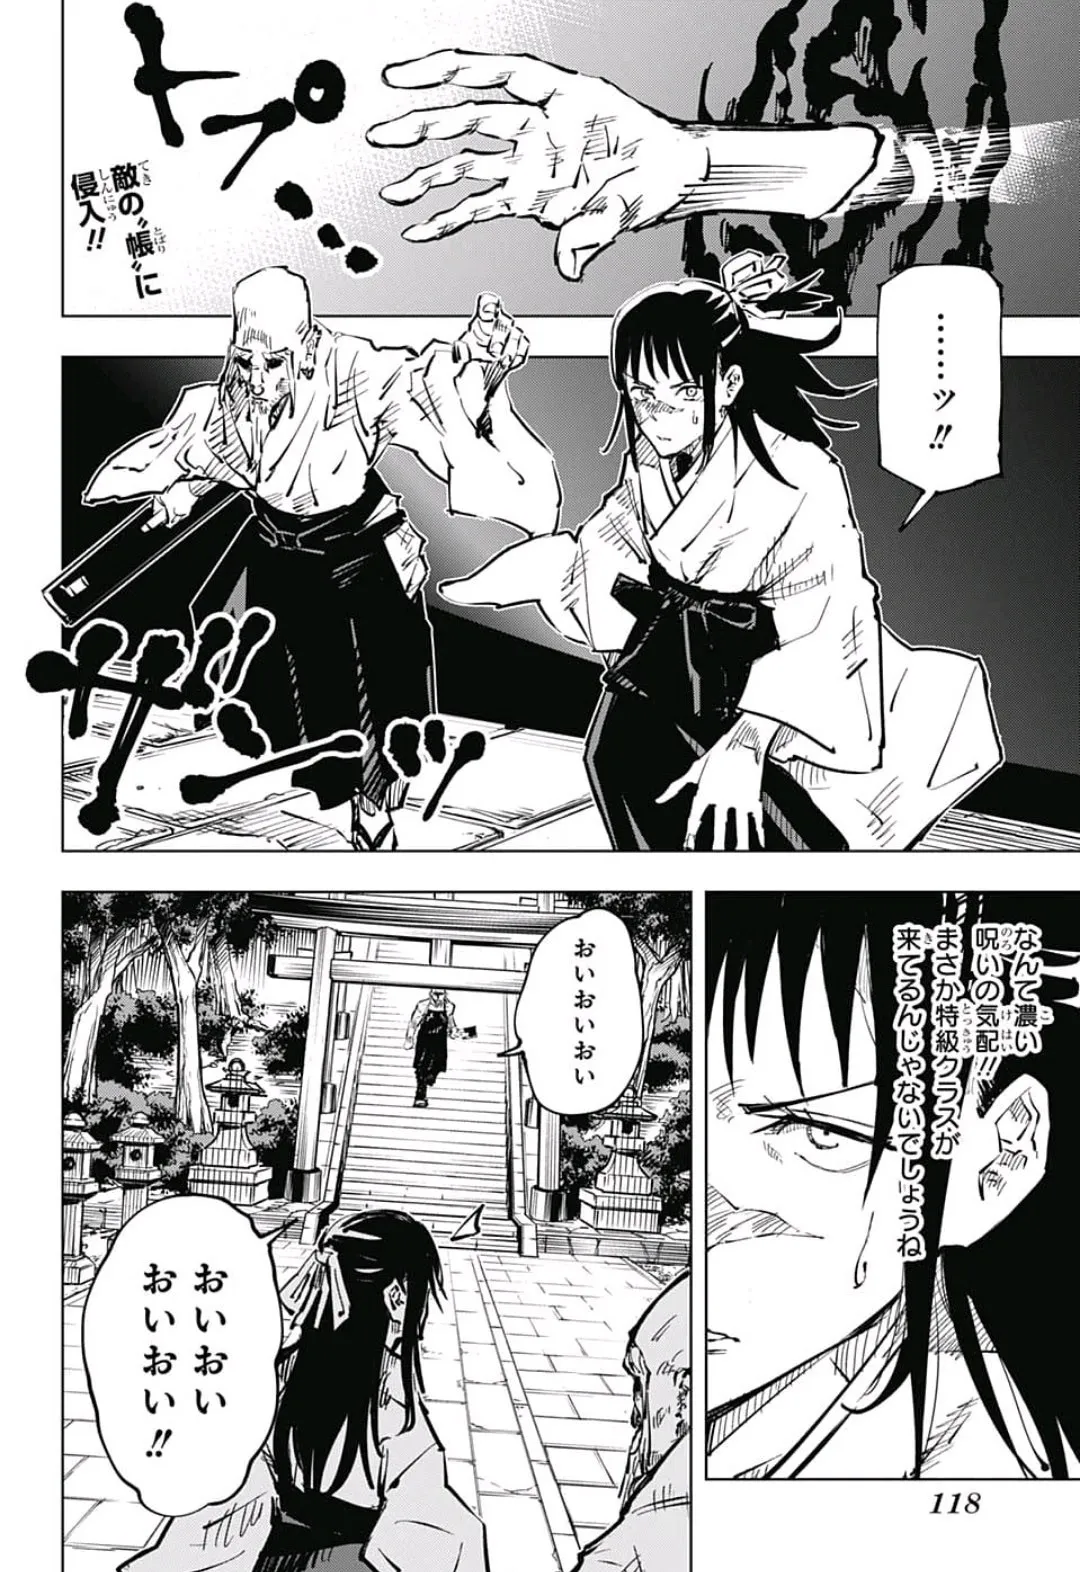 トプ…
敵の〝帳〟に
侵入!!
……ッ!!
ザザーッ
なんて濃い
呪いの気配!!
まさか特級クラスが
来てるんじゃないでしょうね
おいおいおい
おいおい
おいおい!!
118